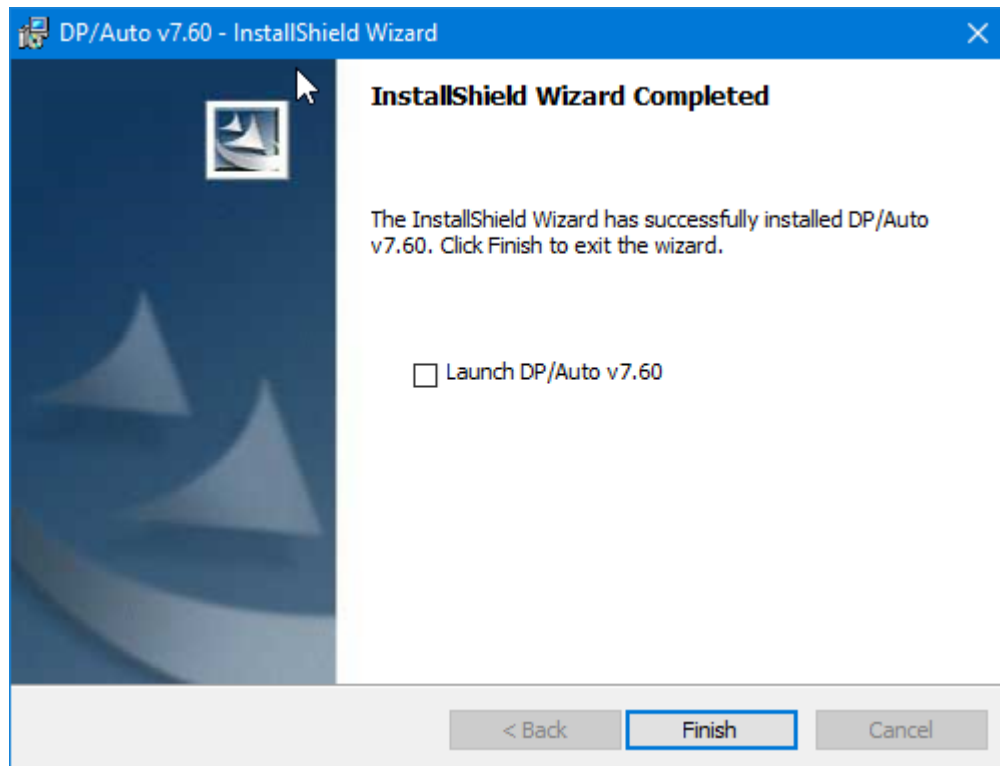 DP/Auto v7.60 - InstallShield Wizard
InstallShield Wizard Completed
The InstallShield Wizard has successfully installed DP/Auto
v7.60. Click Finish to exit the wizard.
Launch DP/Auto v7.60
< Back
Finish
Cancel